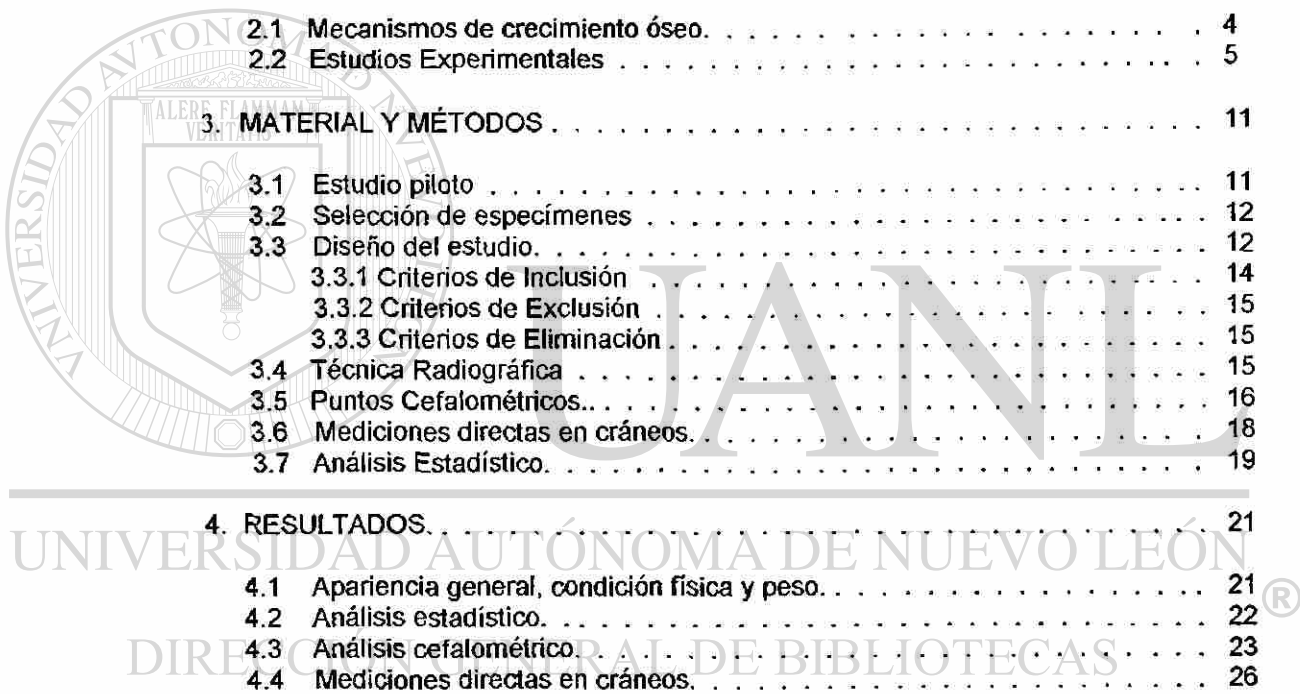 2.1 Mecanismos de crecimiento óseo. . . . . . . . . . . . . . . . . . . . . . 4
2.2 Estudios Experimentales . . . . . . . . . . . . . . . . . . . . . . . . . . 5
3. MATERIAL Y MÉTODOS . . . . . . . . . . . . . . . . . . . . . . . . . . . 11
3.1 Estudio piloto . . . . . . . . . . . . . . . . . . . . . . . . . . . . . . 11
3.2 Selección de especímenes . . . . . . . . . . . . . . . . . . . . . . . . 12
3.3 Diseño del estudio. . . . . . . . . . . . . . . . . . . . . . . . . . . . 12
3.3.1 Criterios de Inclusión . . . . . . . . . . . . . . . . . . . . . . . . 14
3.3.2 Criterios de Exclusión . . . . . . . . . . . . . . . . . . . . . . . . 15
3.3.3 Criterios de Eliminación . . . . . . . . . . . . . . . . . . . . . . . 15
3.4 Técnica Radiográfica . . . . . . . . . . . . . . . . . . . . . . . . . . 15
3.5 Puntos Cefalométricos.. . . . . . . . . . . . . . . . . . . . . . . . . 16
3.6 Mediciones directas en cráneos. . . . . . . . . . . . . . . . . . . . . 18
3.7 Análisis Estadístico. . . . . . . . . . . . . . . . . . . . . . . . . . . 19
4. RESULTADOS. . . . . . . . . . . . . . . . . . . . . . . . . . . . . . . . 21
4.1 Apariencia general, condición física y peso. . . . . . . . . . . . . . . 21
4.2 Análisis estadístico. . . . . . . . . . . . . . . . . . . . . . . . . . . 22
4.3 Análisis cefalométrico. . . . . . . . . . . . . . . . . . . . . . . . . . 23
4.4 Mediciones directas en cráneos. . . . . . . . . . . . . . . . . . . . . 26
ALERE FLAMMAM
VERITATIS
UANL
UNIVERSIDAD AUTÓNOMA DE NUEVO LEÓN
®
DIRECCIÓN GENERAL DE BIBLIOTECAS